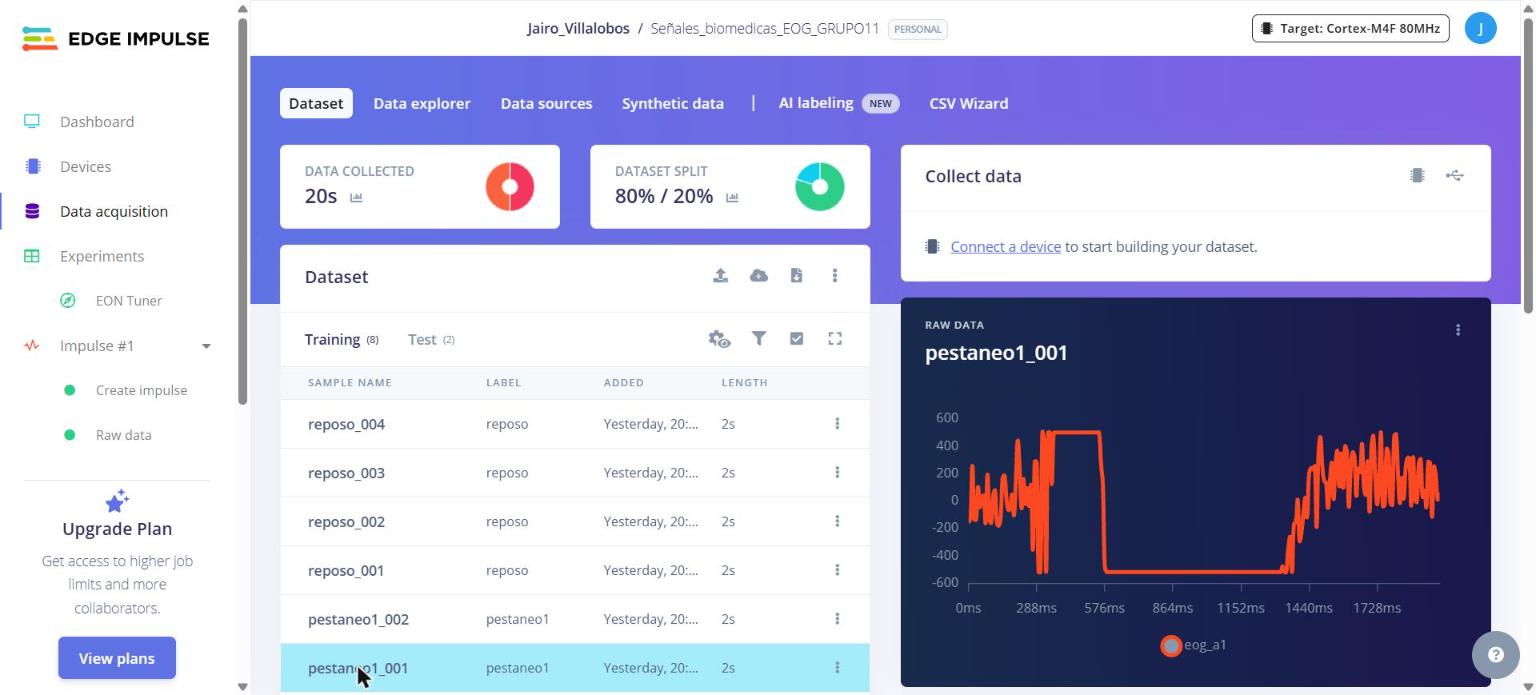 EDGE IMPULSE
Jairo_Villalobos / Señales_biomedicas_EOG_GRUPO11 PERSONAL
Target: Cortex-M4F 80MHz
J
Dashboard
Devices
Data acquisition
Experiments
EON Tuner
Impulse #1
Create impulse
Raw data
Upgrade Plan
Get access to higher job
limits and more
collaborators.
View plans
Dataset Data explorer Data sources Synthetic data | AI labeling NEW CSV Wizard
DATA COLLECTED
20s
DATASET SPLIT
80% / 20%
Dataset
Training (8) Test (2)
SAMPLE NAME LABEL ADDED LENGTH
reposo_004 reposo Yesterday, 20:... 2s
reposo_003 reposo Yesterday, 20:... 2s
reposo_002 reposo Yesterday, 20:... 2s
reposo_001 reposo Yesterday, 20:... 2s
pestaneo1_002 pestaneo1 Yesterday, 20:... 2s
pestaneo1_001 pestaneo1 Yesterday, 20:... 2s
Collect data
Connect a device to start building your dataset.
RAW DATA
pestaneo1_001
600
400
200
0
-200
-400
-600
0ms 288ms 576ms 864ms 1152ms 1440ms 1728ms
eog_a1
?